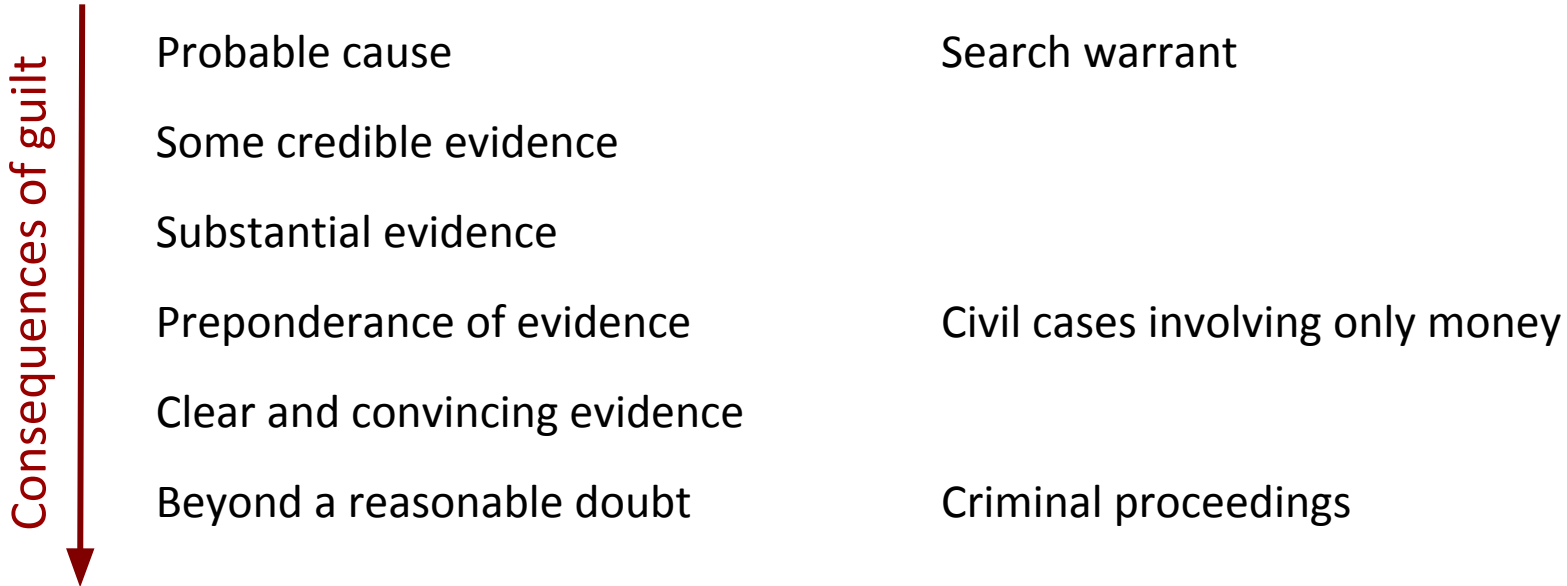 Consequences of guilt
Probable cause Search warrant
Some credible evidence
Substantial evidence
Preponderance of evidence Civil cases involving only money
Clear and convincing evidence
Beyond a reasonable doubt Criminal proceedings